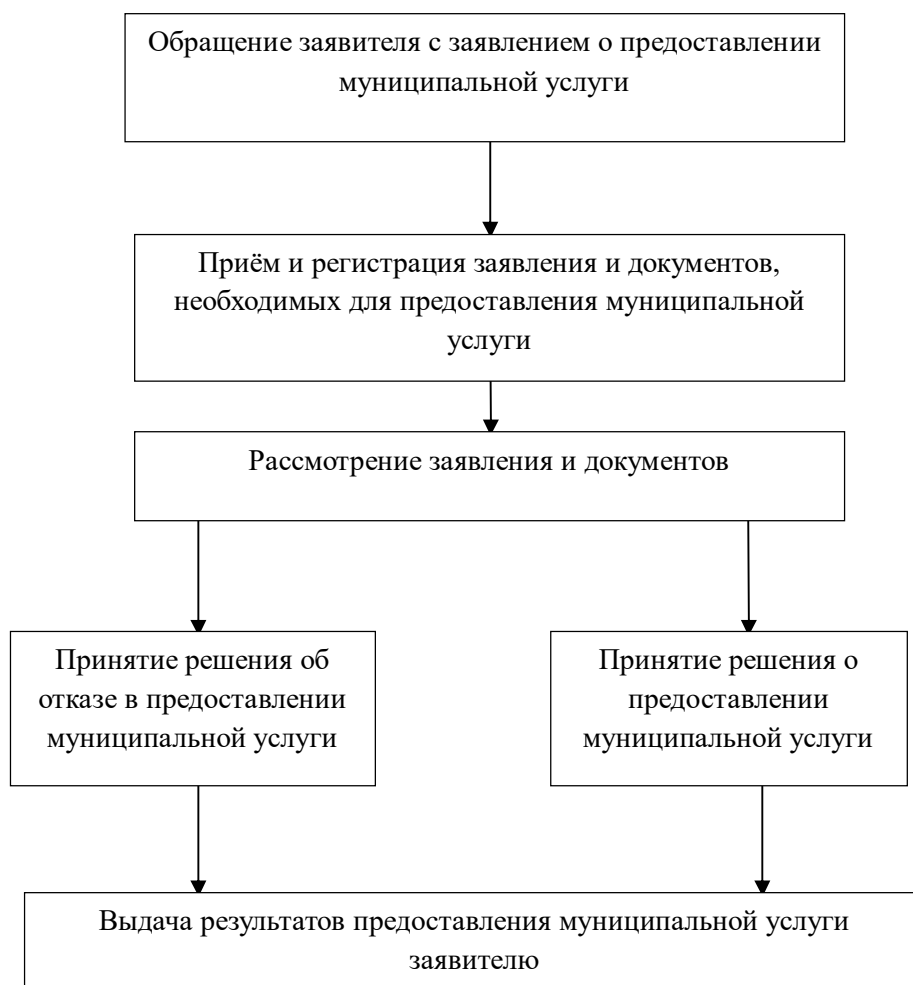 Обращение заявителя с заявлением о предоставлении
муниципальной услуги
Приём и регистрация заявления и документов,
необходимых для предоставления муниципальной
услуги
Рассмотрение заявления и документов
Принятие решения об
отказе в предоставлении
муниципальной услуги
Принятие решения о
предоставлении
муниципальной услуги
Выдача результатов предоставления муниципальной услуги
заявителю